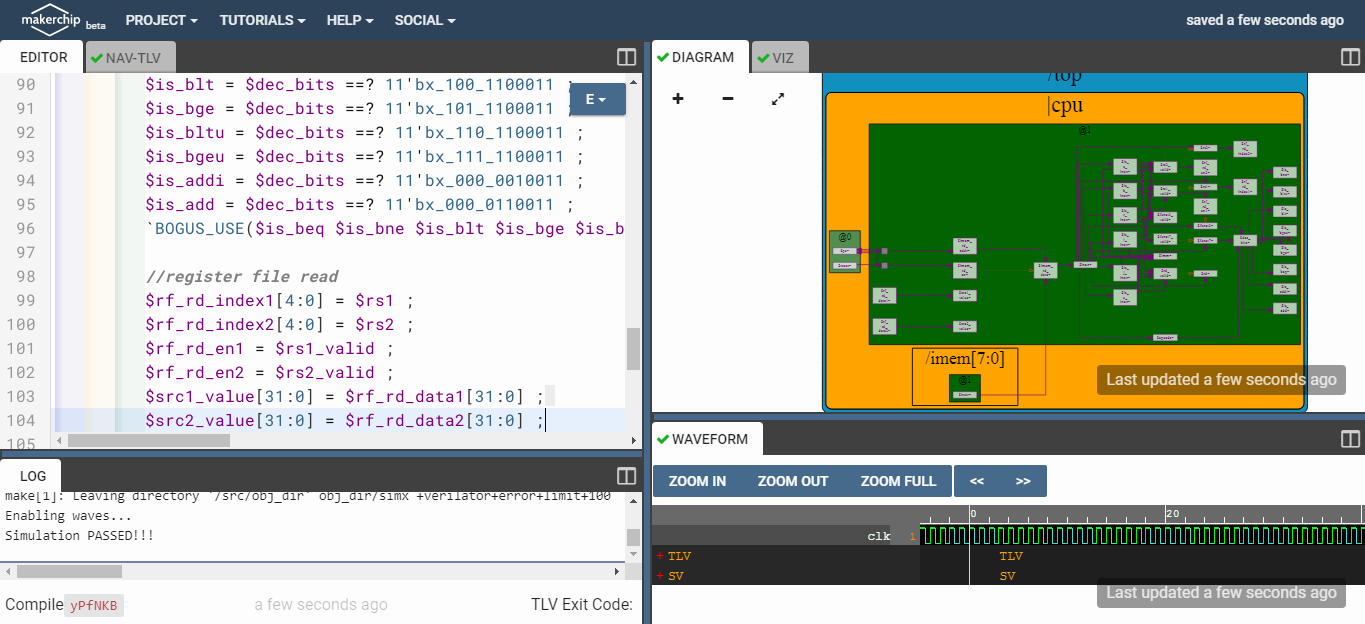 makerchip beta PROJECT TUTORIALS HELP SOCIAL saved a few seconds ago
EDITOR NAV-TLV
90 $is_blt = $dec_bits ==? 11'bx_100_1100011 ;
91 $is_bge = $dec_bits ==? 11'bx_101_1100011 ;
E
92 $is_bltu = $dec_bits ==? 11'bx_110_1100011 ;
93 $is_bgeu = $dec_bits ==? 11'bx_111_1100011 ;
94 $is_addi = $dec_bits ==? 11'bx_000_0010011 ;
95 $is_add = $dec_bits ==? 11'bx_000_0110011 ;
96 `BOGUS_USE($is_beq $is_bne $is_blt $is_bge $is_b
97
98 //register file read
99 $rf_rd_index1[4:0] = $rs1 ;
100 $rf_rd_index2[4:0] = $rs2 ;
101 $rf_rd_en1 = $rs1_valid ;
102 $rf_rd_en2 = $rs2_valid ;
103 $src1_value[31:0] = $rf_rd_data1[31:0] ;
104 $src2_value[31:0] = $rf_rd_data2[31:0] ;
105
LOG
make[1]: Leaving directory '/src/obj_dir' obj_dir/simx +verilator+error+limit+100
Enabling waves...
Simulation PASSED!!!
Compile yPfNKB a few seconds ago TLV Exit Code:
DIAGRAM VIZ
/top
|cpu
@1
@0
/imem[7:0]
@1
Last updated a few seconds ago
WAVEFORM
ZOOM IN ZOOM OUT ZOOM FULL << >>
0 20
clk 1
+ TLV TLV
+ SV SV
Last updated a few seconds ago